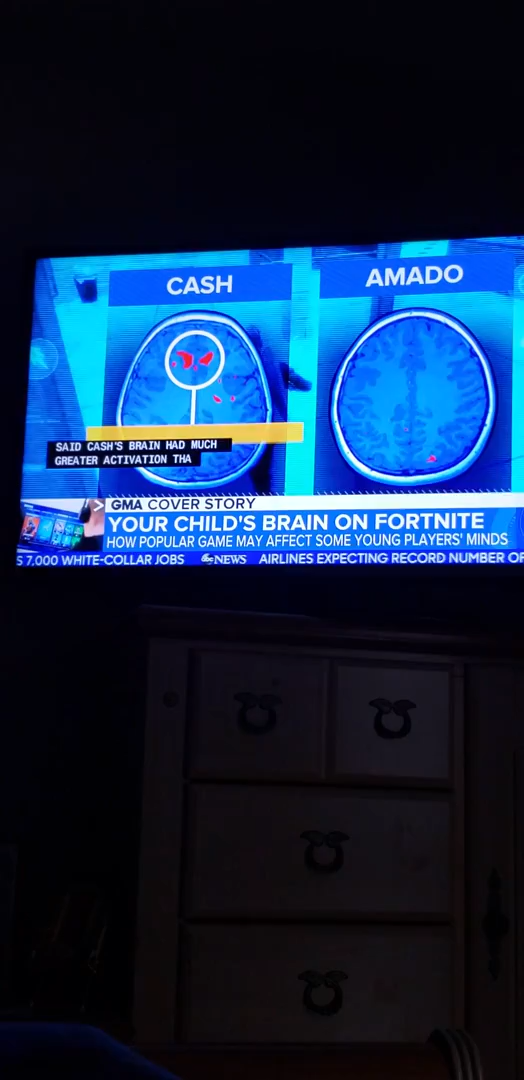 CASH
AMADO
SAID CASH'S BRAIN HAD MUCH
GREATER ACTIVATION THA
GMA COVER STORY
YOUR CHILD'S BRAIN ON FORTNITE
HOW POPULAR GAME MAY AFFECT SOME YOUNG PLAYERS' MINDS
S 7,000 WHITE-COLLAR JOBS abc NEWS AIRLINES EXPECTING RECORD NUMBER OF